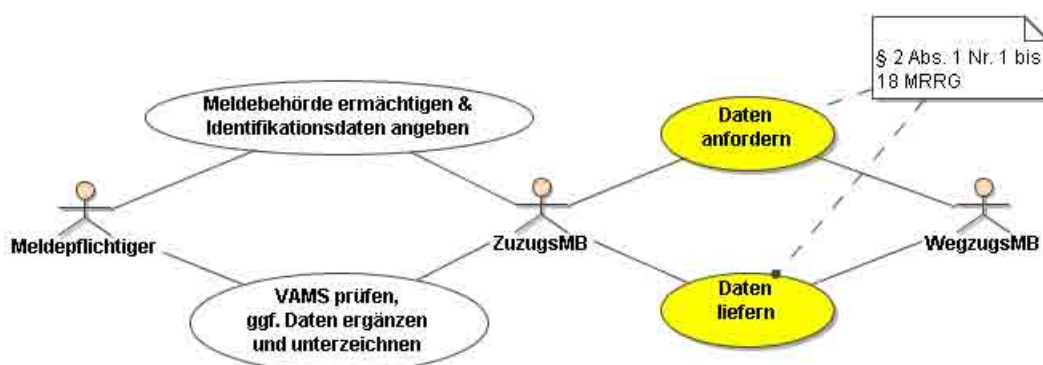 § 2 Abs. 1 Nr. 1 bis
18 MRRG
Meldebehörde ermächtigen &
Identifikationsdaten angeben
Daten
anfordern
Meldepflichtiger
ZuzugsMB
WegzugsMB
VAMS prüfen,
ggf. Daten ergänzen
und unterzeichnen
Daten
liefern